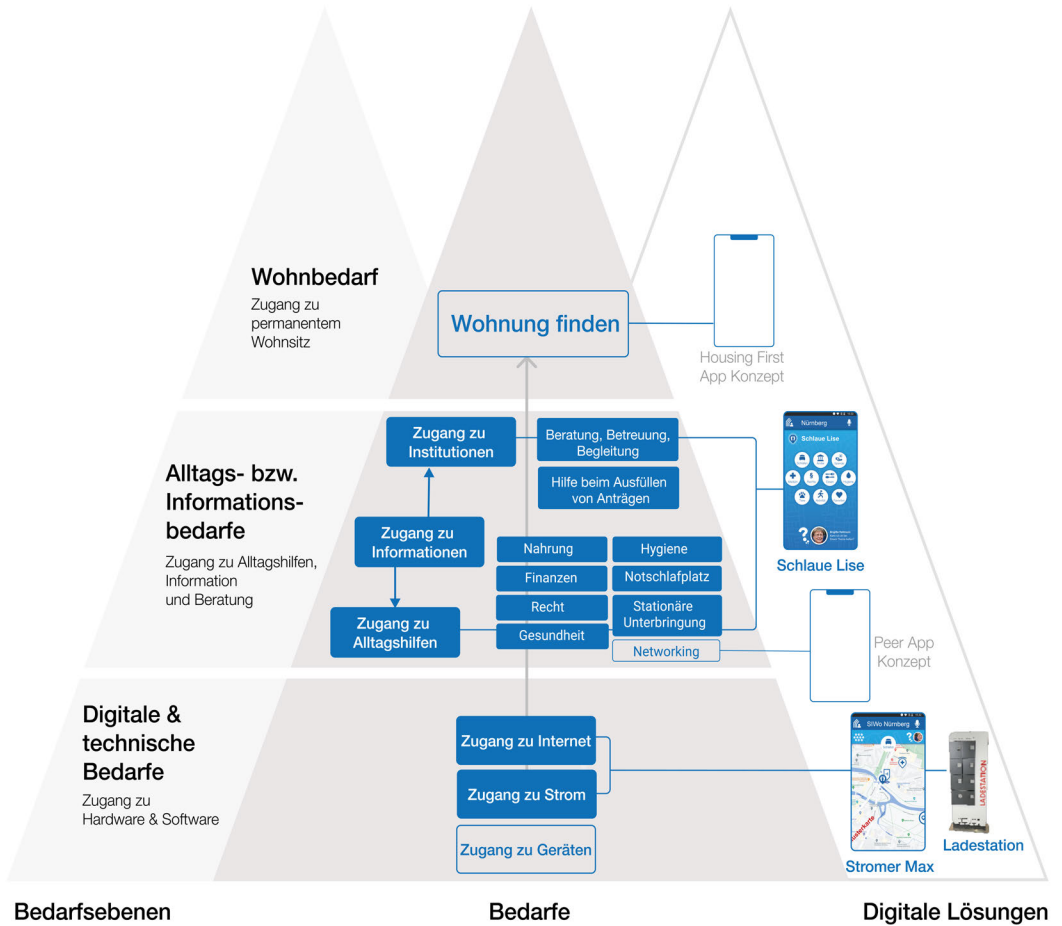 Wohnbedarf
Zugang zu
permanentem
Wohnsitz
Wohnung finden
Housing First
App Konzept
Alltags- bzw.
Informations-
bedarfe
Zugang zu Alltagshilfen,
Information
und Beratung
Zugang zu
Institutionen
Beratung, Betreuung,
Begleitung
Hilfe beim Ausfüllen
von Anträgen
Zugang zu
Informationen
Nahrung
Hygiene
Finanzen
Notschlafplatz
Recht
Stationäre
Unterbringung
Gesundheit
Networking
Zugang zu
Alltagshilfen
Nürnberg
Schlaue Lise
Schlaue Lise
Peer App
Konzept
Digitale &
technische
Bedarfe
Zugang zu
Hardware & Software
Zugang zu Internet
Zugang zu Strom
Zugang zu Geräten
SIWo Nürnberg
LADESTATION
Stromer Max
Ladestation
Bedarfsebenen
Bedarfe
Digitale Lösungen